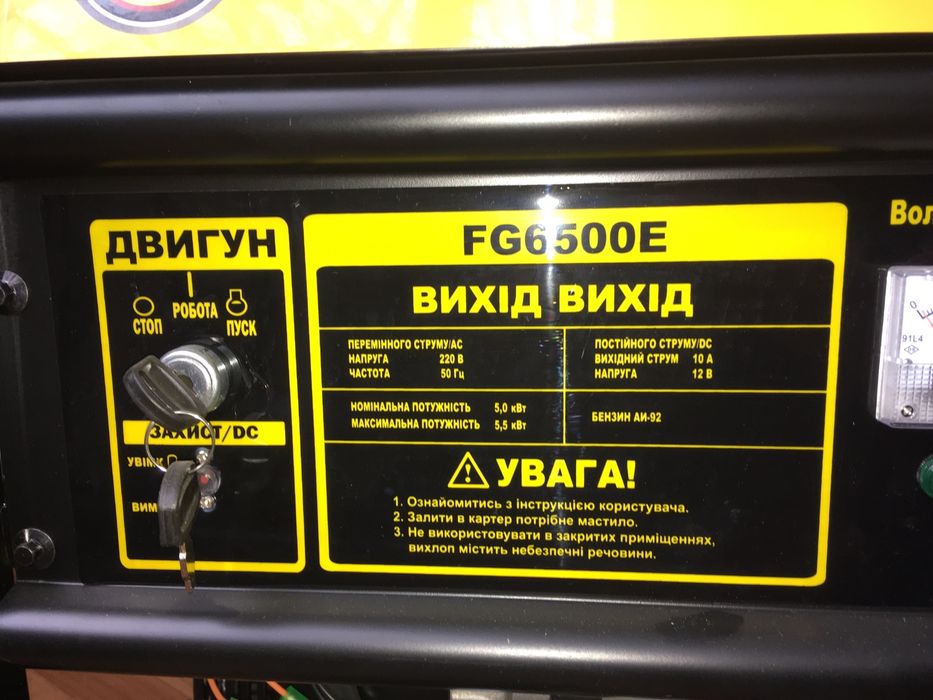 ДВИГУН
СТОП РОБОТА ПУСК
ЗАХИСТ/DC
FG6500E
ВИХІД ВИХІД
ПЕРЕМІННОГО СТРУМУ/AC
НАПРУГА 220 В
ЧАСТОТА 50 Гц
ПОСТІЙНОГО СТРУМУ/DC
ВИХІДНИЙ СТРУМ 10 А
НАПРУГА 12 В
НОМІНАЛЬНА ПОТУЖНІСТЬ 5,0 кВт
МАКСИМАЛЬНА ПОТУЖНІСТЬ 5,5 кВт
БЕНЗИН АИ-92
УВАГА!
1. Ознайомитись з інструкцією користувача.
2. Залити в картер потрібне мастило.
3. Не використовувати в закритих приміщеннях,
вихлоп містить небезпечні речовини.
0
91L4